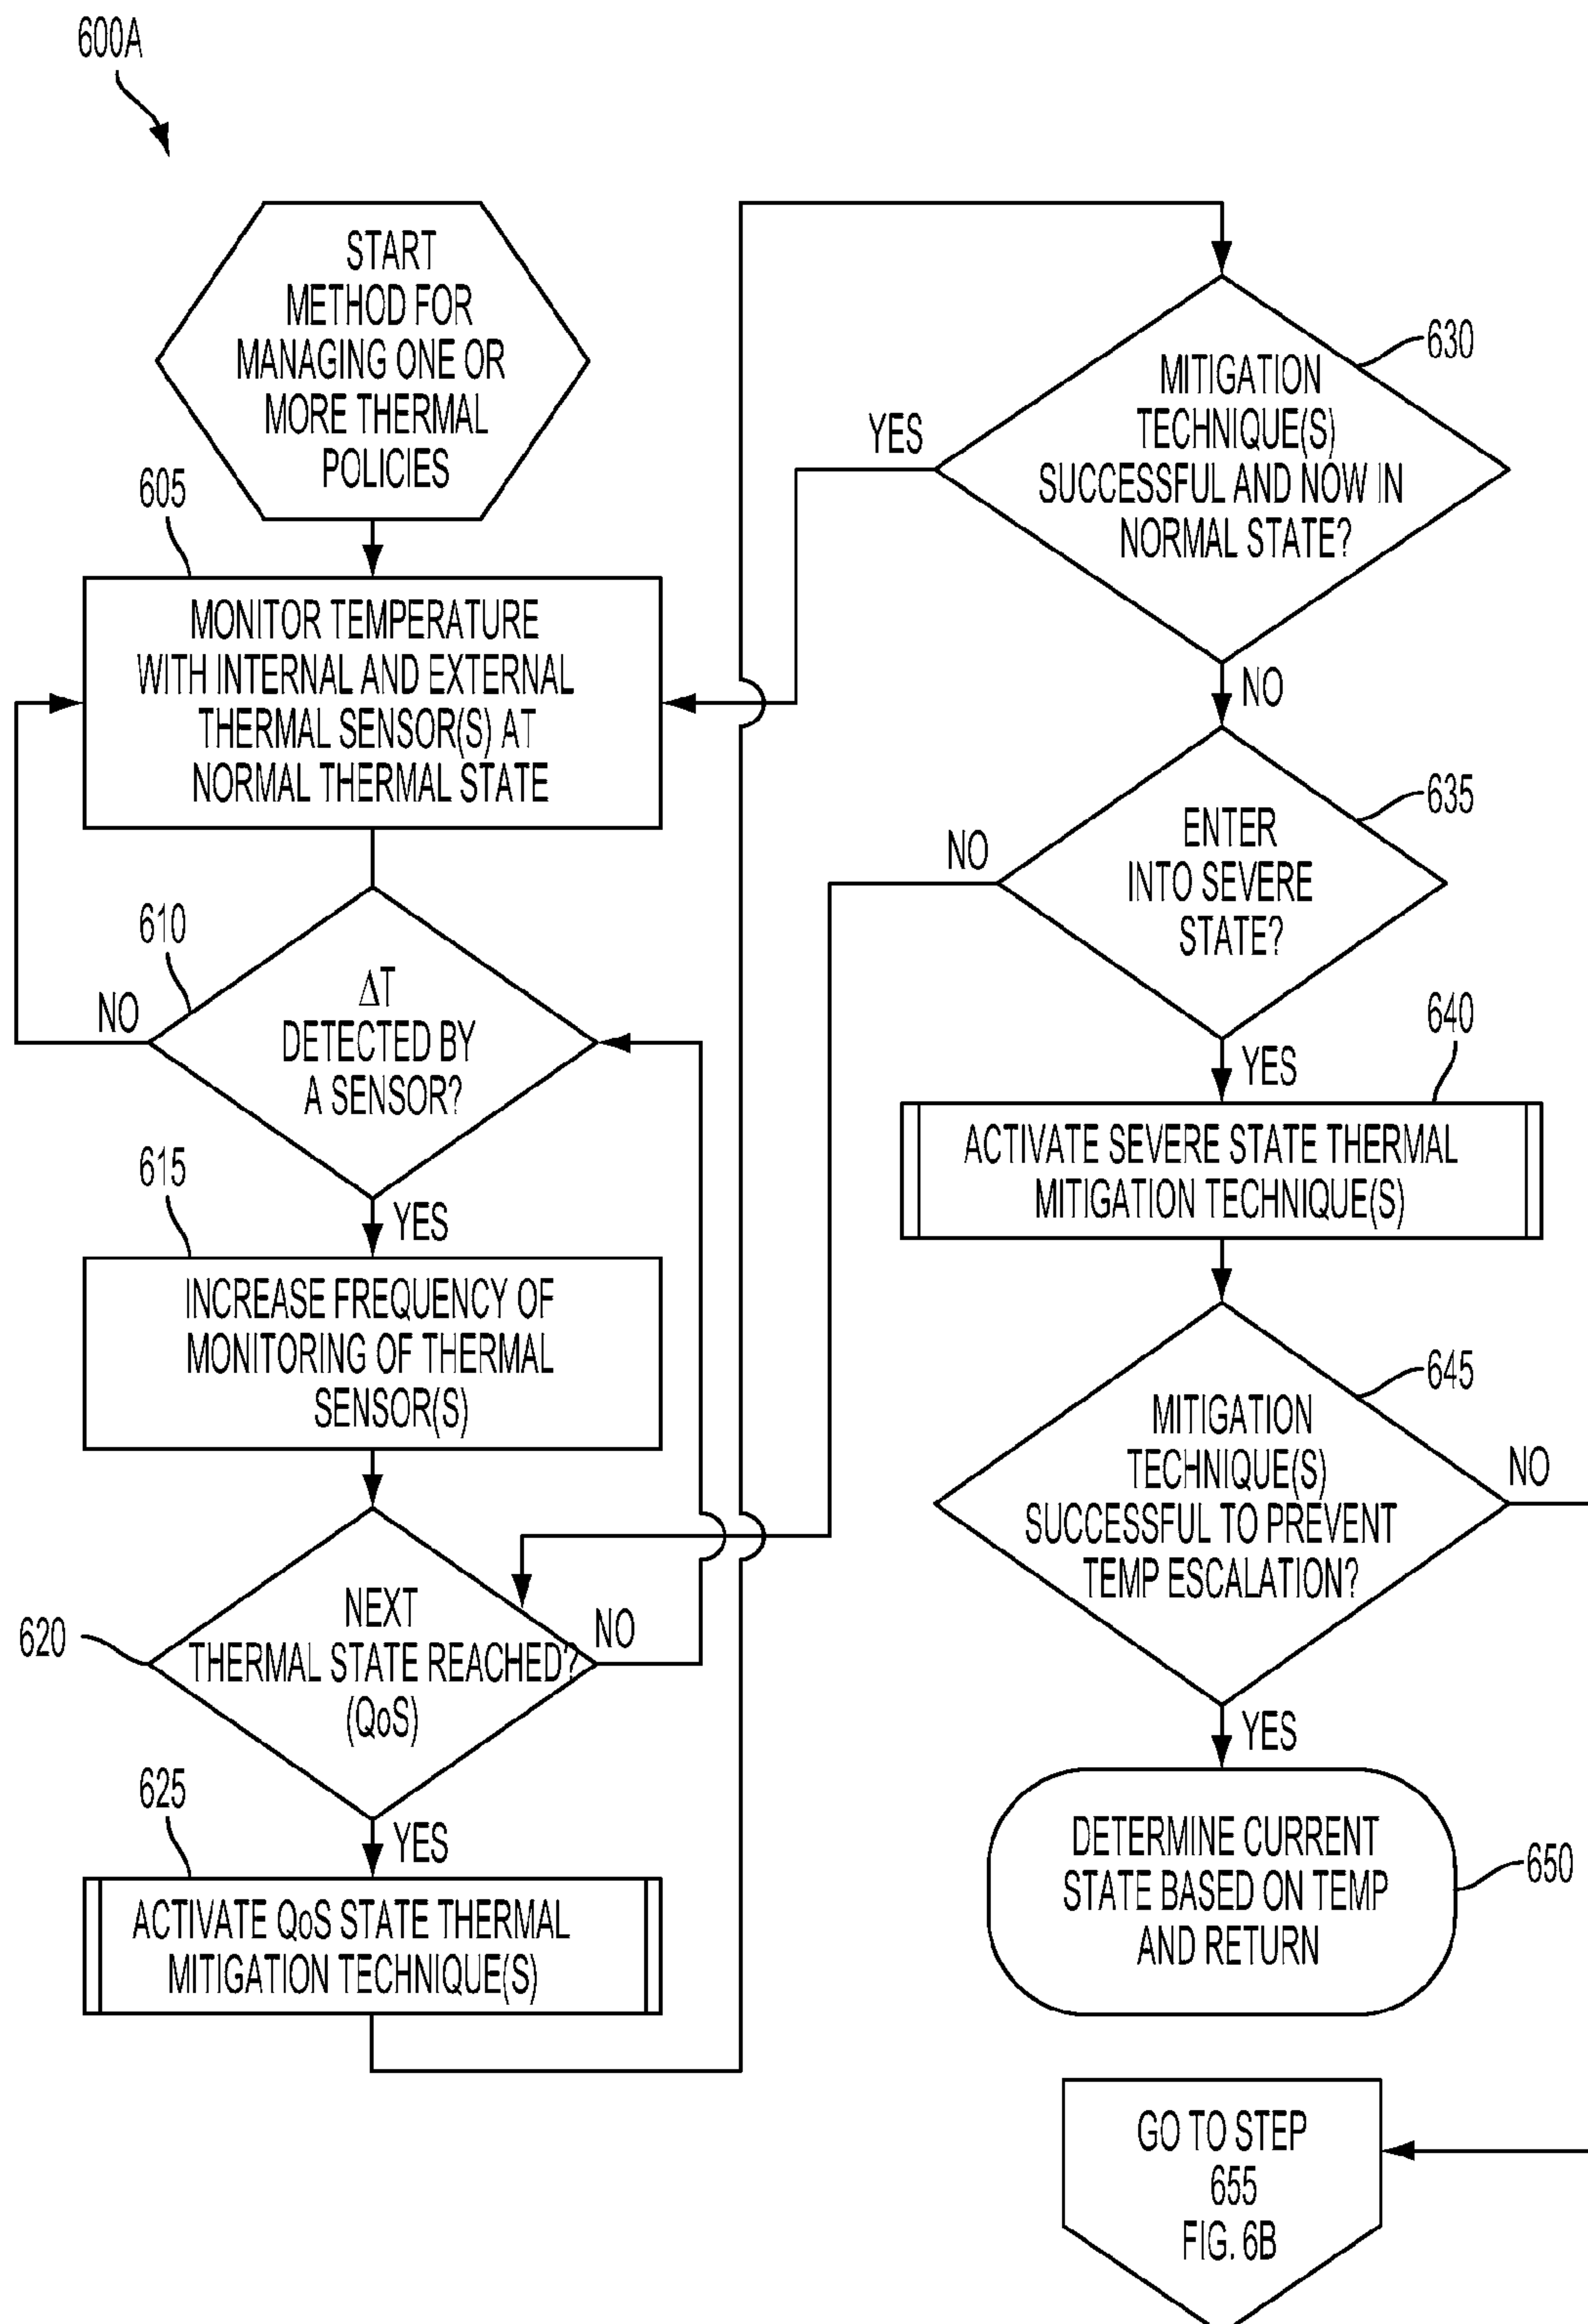 600A
START
METHOD FOR
MANAGING ONE OR
MORE THERMAL
POLICIES
605
MONITOR TEMPERATURE
WITH INTERNAL AND EXTERNAL
THERMAL SENSOR(S) AT
NORMAL THERMAL STATE
610
ΔT
DETECTED BY
A SENSOR?
NO
YES
615
INCREASE FREQUENCY OF
MONITORING OF THERMAL
SENSOR(S)
620
NEXT
THERMAL STATE REACHED?
(QoS)
NO
YES
625
ACTIVATE QoS STATE THERMAL
MITIGATION TECHNIQUE(S)
630
MITIGATION
TECHNIQUE(S)
SUCCESSFUL AND NOW IN
NORMAL STATE?
YES
NO
635
ENTER
INTO SEVERE
STATE?
NO
YES
640
ACTIVATE SEVERE STATE THERMAL
MITIGATION TECHNIQUE(S)
645
MITIGATION
TECHNIQUE(S)
SUCCESSFUL TO PREVENT
TEMP ESCALATION?
NO
YES
DETERMINE CURRENT
STATE BASED ON TEMP
AND RETURN
650
GO TO STEP
655
FIG. 6B